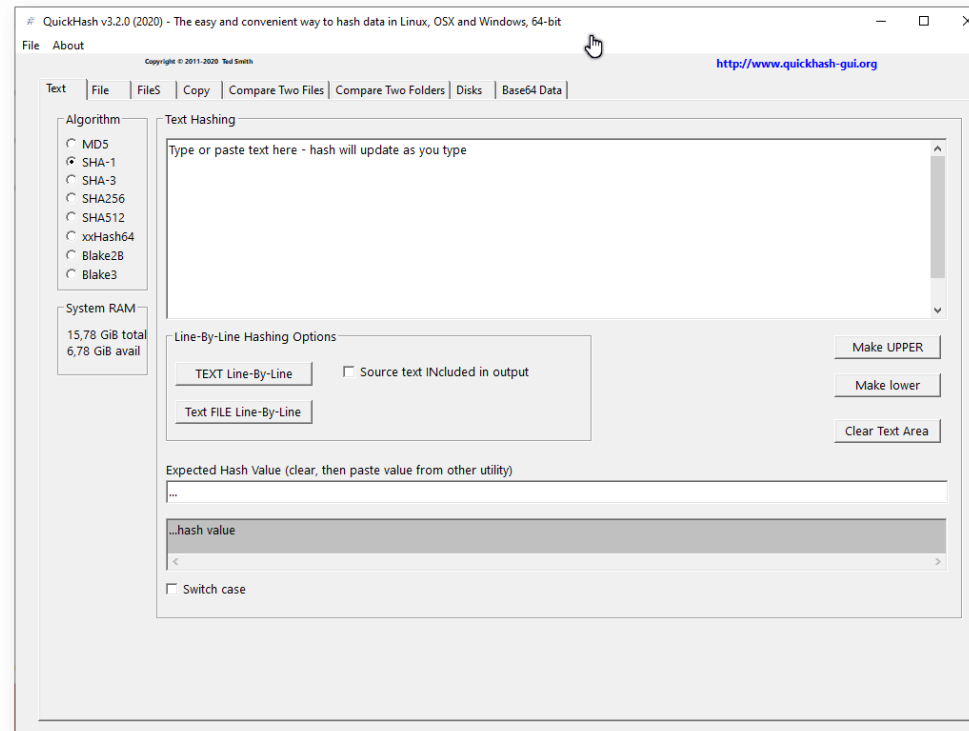 # QuickHash v3.2.0 (2020) - The easy and convenient way to hash data in Linux, OSX and Windows, 64-bit
File About
Copyright © 2011-2020 Ted Smith
http://www.quickhash-gui.org
Text File FileS Copy Compare Two Files Compare Two Folders Disks Base64 Data
Algorithm
MD5
SHA-1
SHA-3
SHA256
SHA512
xxHash64
Blake2B
Blake3
System RAM
15,78 GiB total
6,78 GiB avail
Text Hashing
Type or paste text here - hash will update as you type
Line-By-Line Hashing Options
TEXT Line-By-Line
Source text INcluded in output
Text FILE Line-By-Line
Make UPPER
Make lower
Clear Text Area
Expected Hash Value (clear, then paste value from other utility)
...
...hash value
Switch case